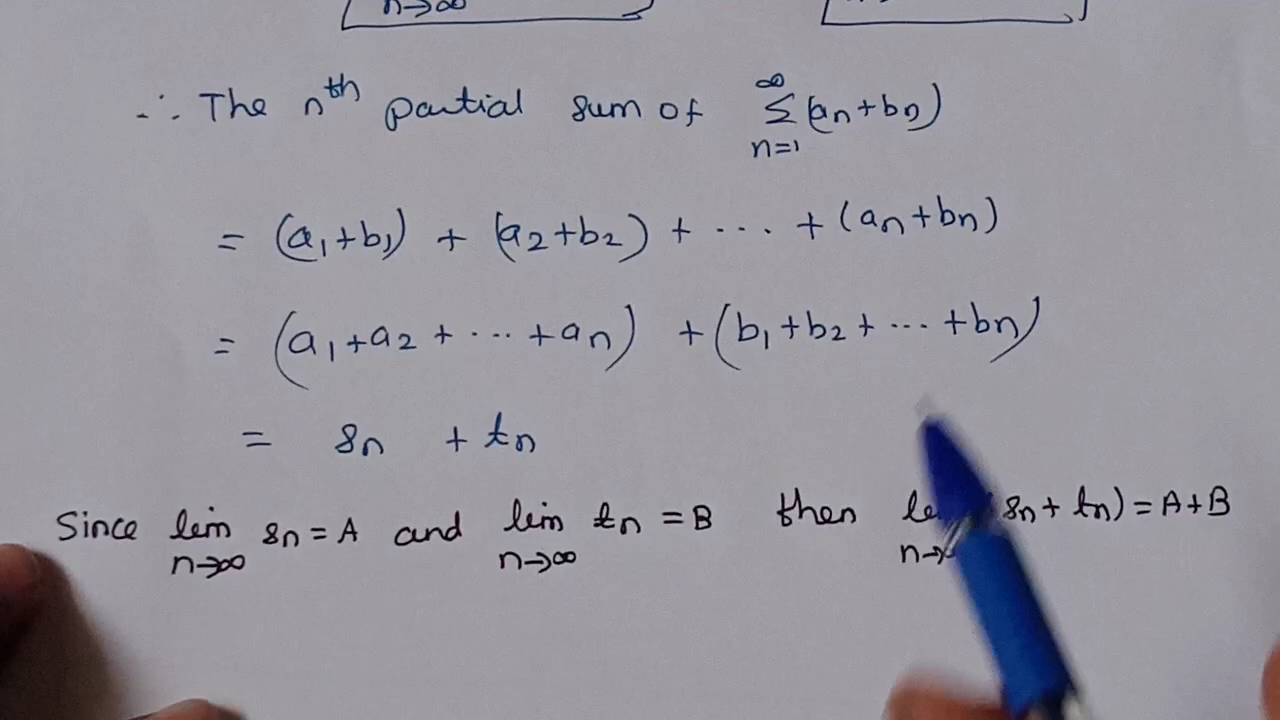 n→∞
∴ The nth partial sum of ∞ Σ n=1 (an+bn)
= (a1+b1) + (a2+b2) + ... + (an+bn)
= (a1+a2+...+an) + (b1+b2+...+bn)
= sn + tn
Since lim sn = A and lim tn = B then (sn + tn) = A+B
n→∞ n→∞ n→